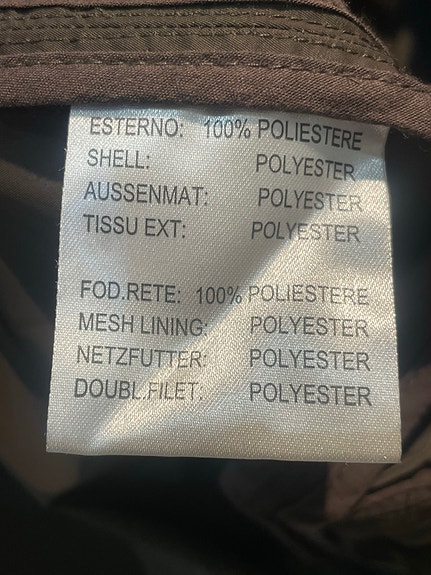 ESTERNO: 100% POLIESTERE
SHELL: POLYESTER
AUSSENMAT: POLYESTER
TISSU EXT: POLYESTER
FOD.RETE: 100% POLIESTERE
MESH LINING: POLYESTER
NETZFUTTER: POLYESTER
DOUBL.FILET: POLYESTER